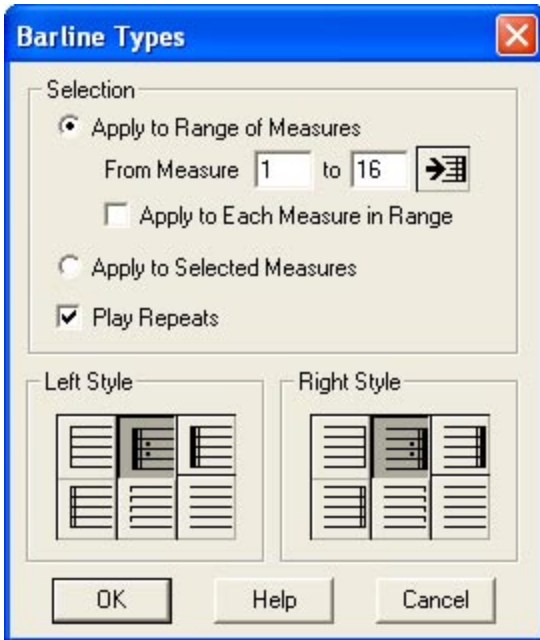 Barline Types
Selection
Apply to Range of Measures
From Measure 1 to 16
Apply to Each Measure in Range
Apply to Selected Measures
Play Repeats
Left Style
Right Style
OK Help Cancel